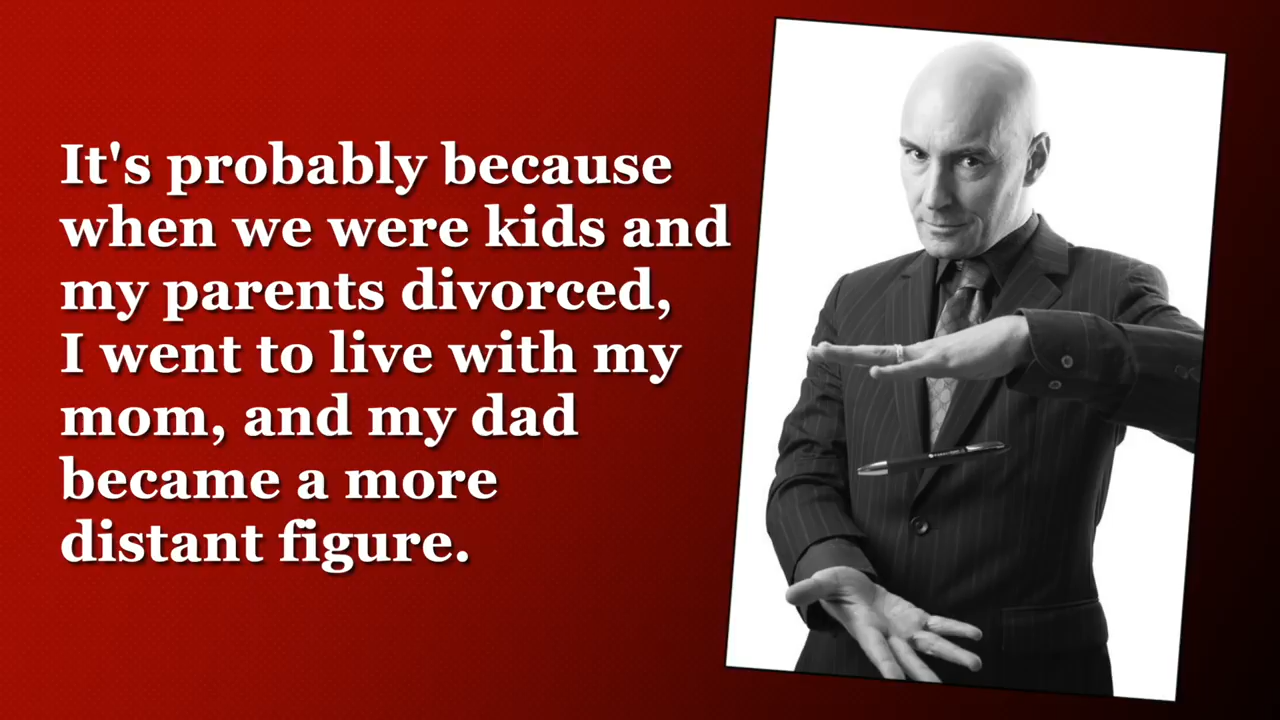 It's probably because
when we were kids and
my parents divorced,
I went to live with my
mom, and my dad
became a more
distant figure.